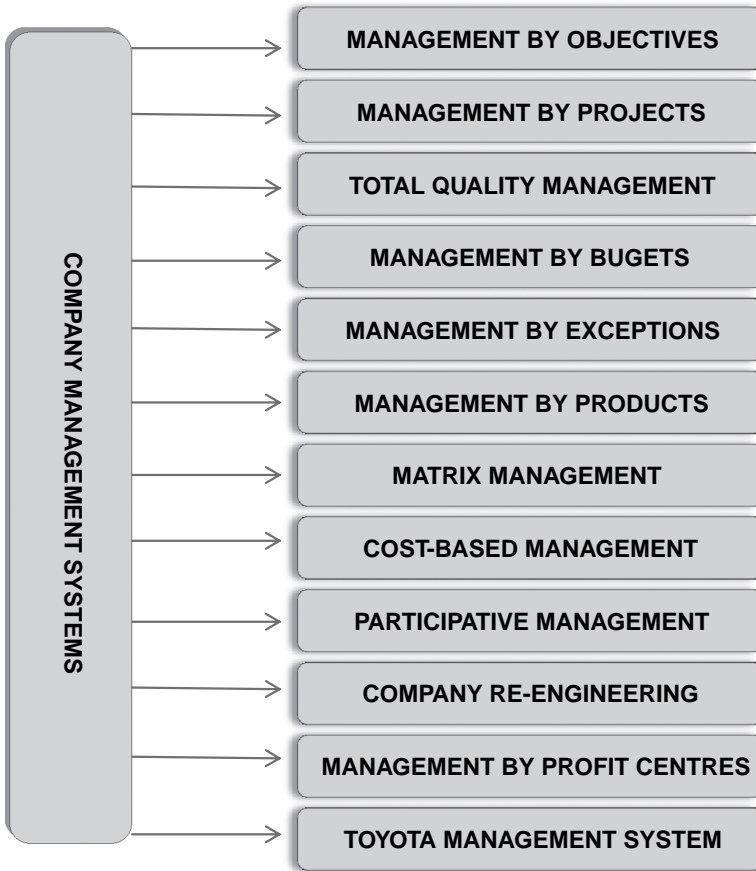 COMPANY MANAGEMENT SYSTEMS
MANAGEMENT BY OBJECTIVES
MANAGEMENT BY PROJECTS
TOTAL QUALITY MANAGEMENT
MANAGEMENT BY BUGETS
MANAGEMENT BY EXCEPTIONS
MANAGEMENT BY PRODUCTS
MATRIX MANAGEMENT
COST-BASED MANAGEMENT
PARTICIPATIVE MANAGEMENT
COMPANY RE-ENGINEERING
MANAGEMENT BY PROFIT CENTRES
TOYOTA MANAGEMENT SYSTEM